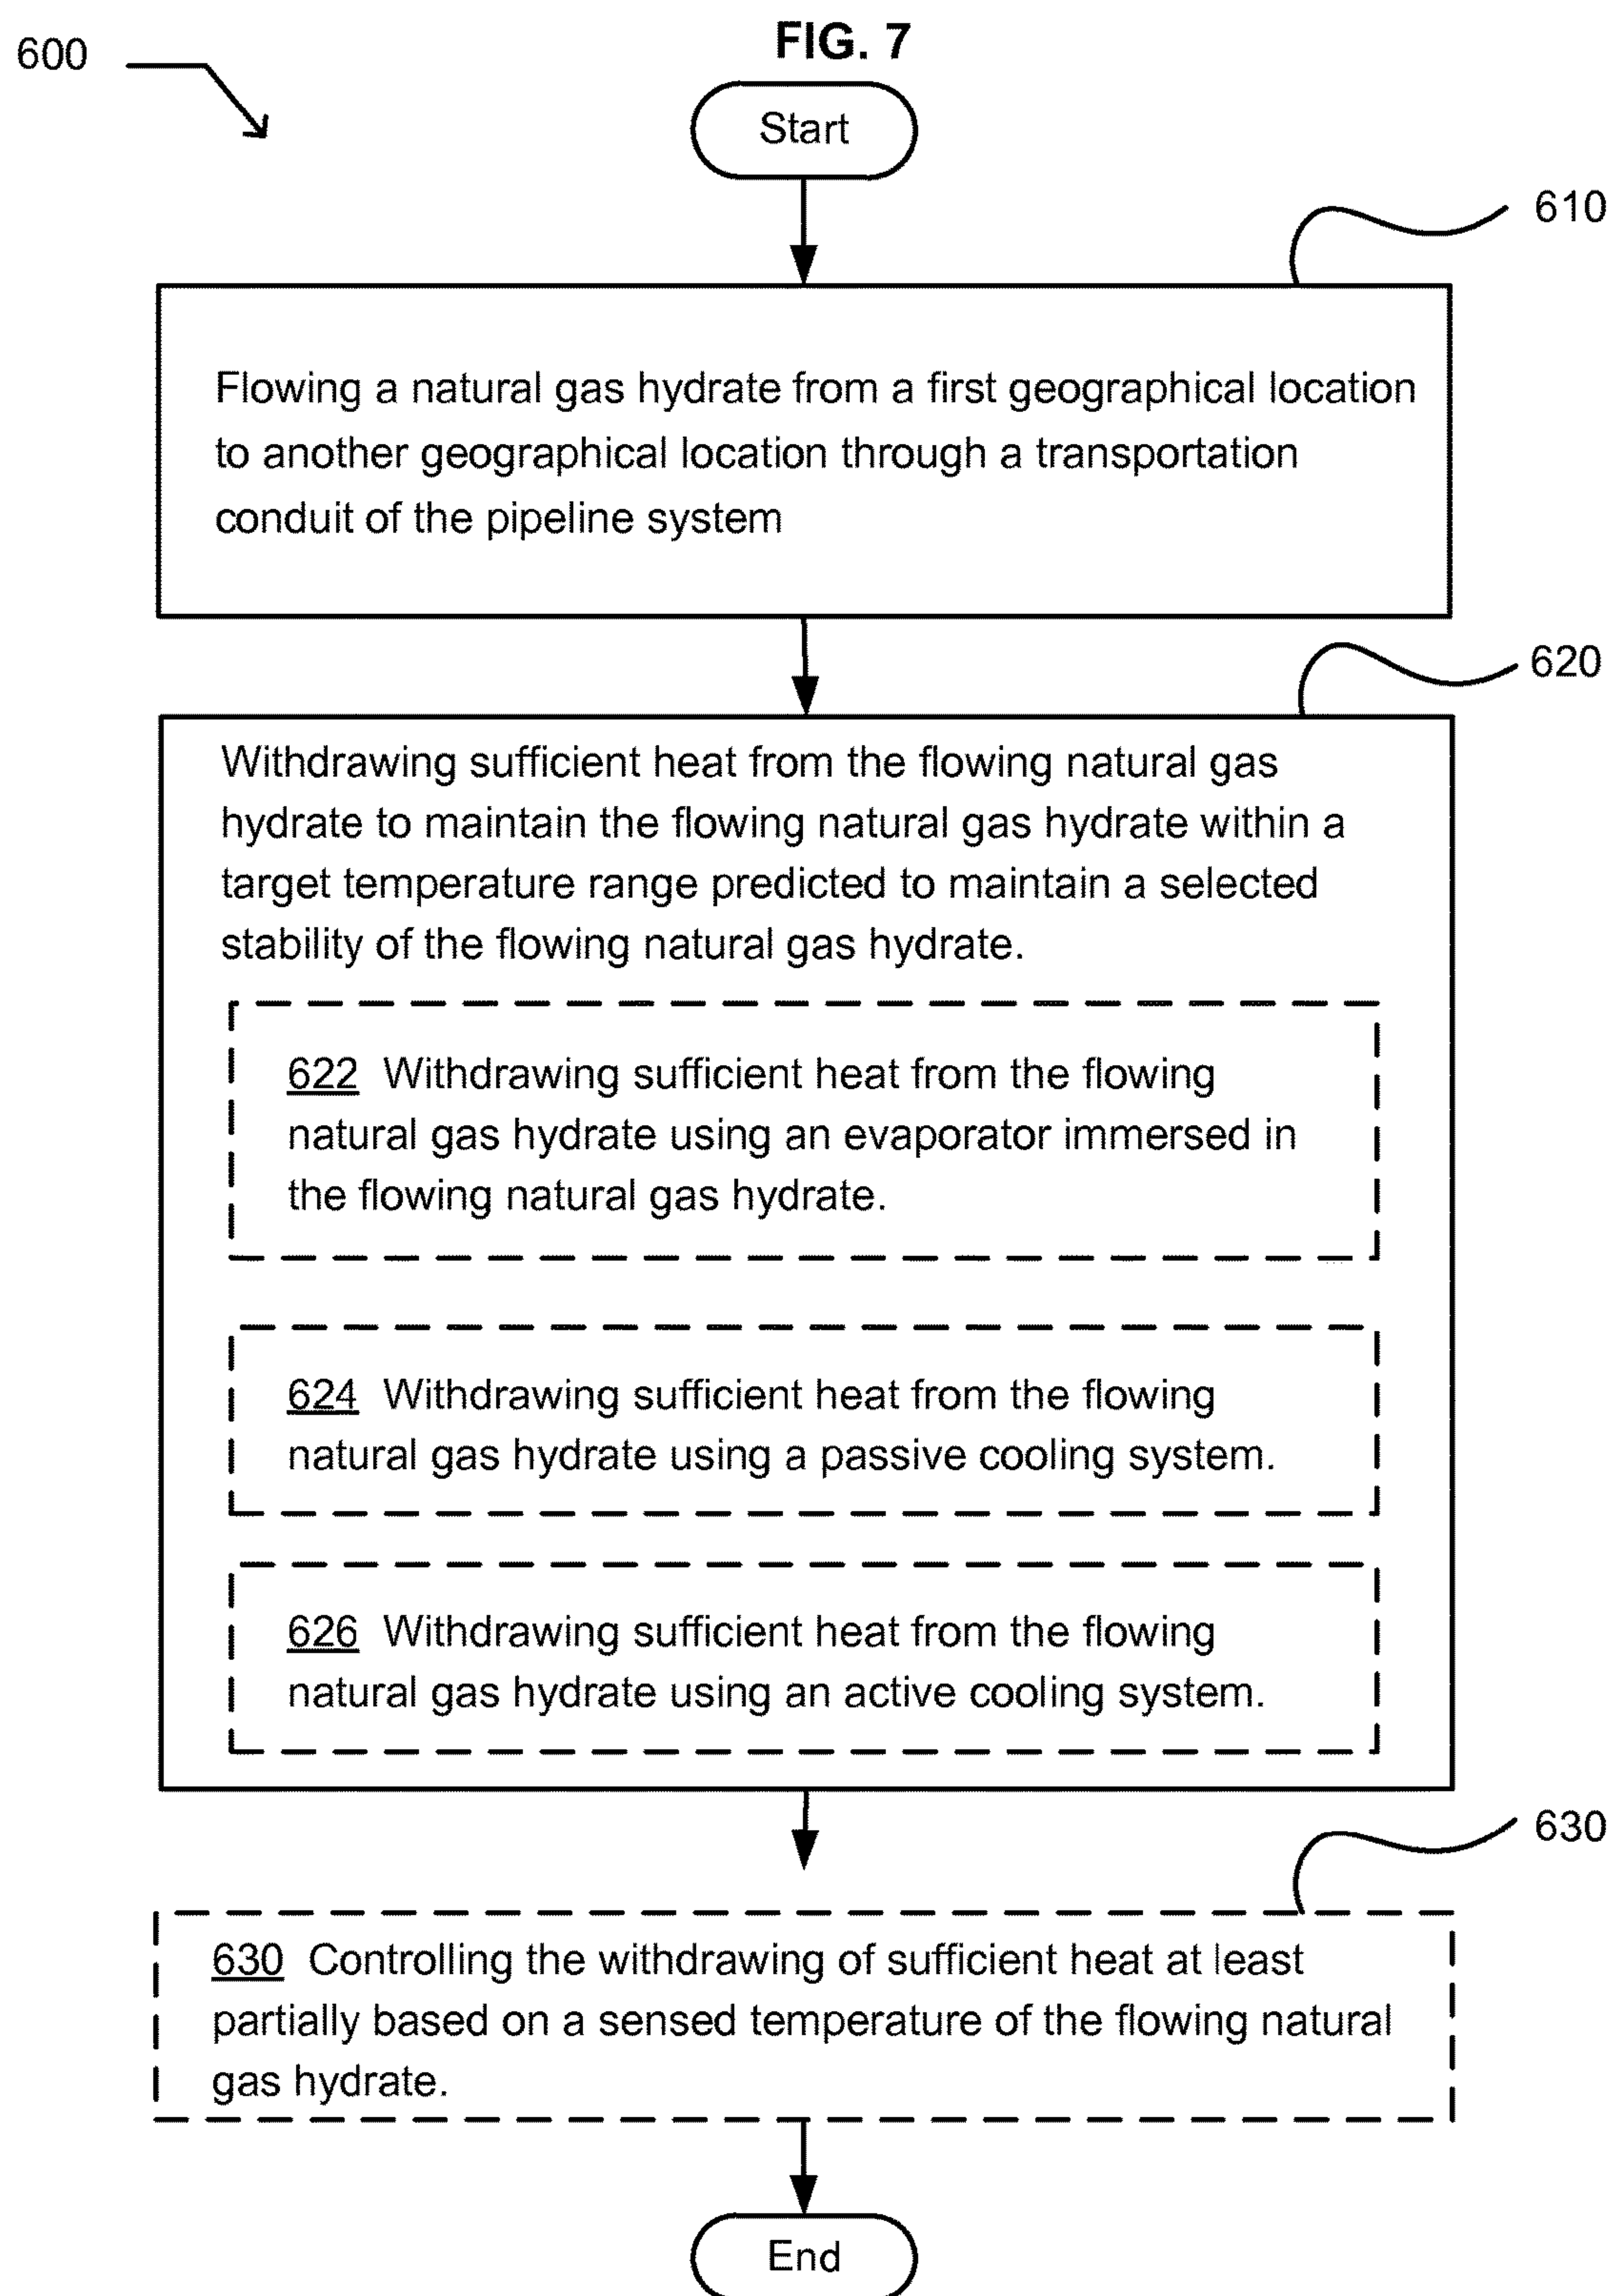 FIG. 7
600
Start
610
Flowing a natural gas hydrate from a first geographical location
to another geographical location through a transportation
conduit of the pipeline system
620
Withdrawing sufficient heat from the flowing natural gas
hydrate to maintain the flowing natural gas hydrate within a
target temperature range predicted to maintain a selected
stability of the flowing natural gas hydrate.
622 Withdrawing sufficient heat from the flowing
natural gas hydrate using an evaporator immersed in
the flowing natural gas hydrate.
624 Withdrawing sufficient heat from the flowing
natural gas hydrate using a passive cooling system.
626 Withdrawing sufficient heat from the flowing
natural gas hydrate using an active cooling system.
630
630 Controlling the withdrawing of sufficient heat at least
partially based on a sensed temperature of the flowing natural
gas hydrate.
End